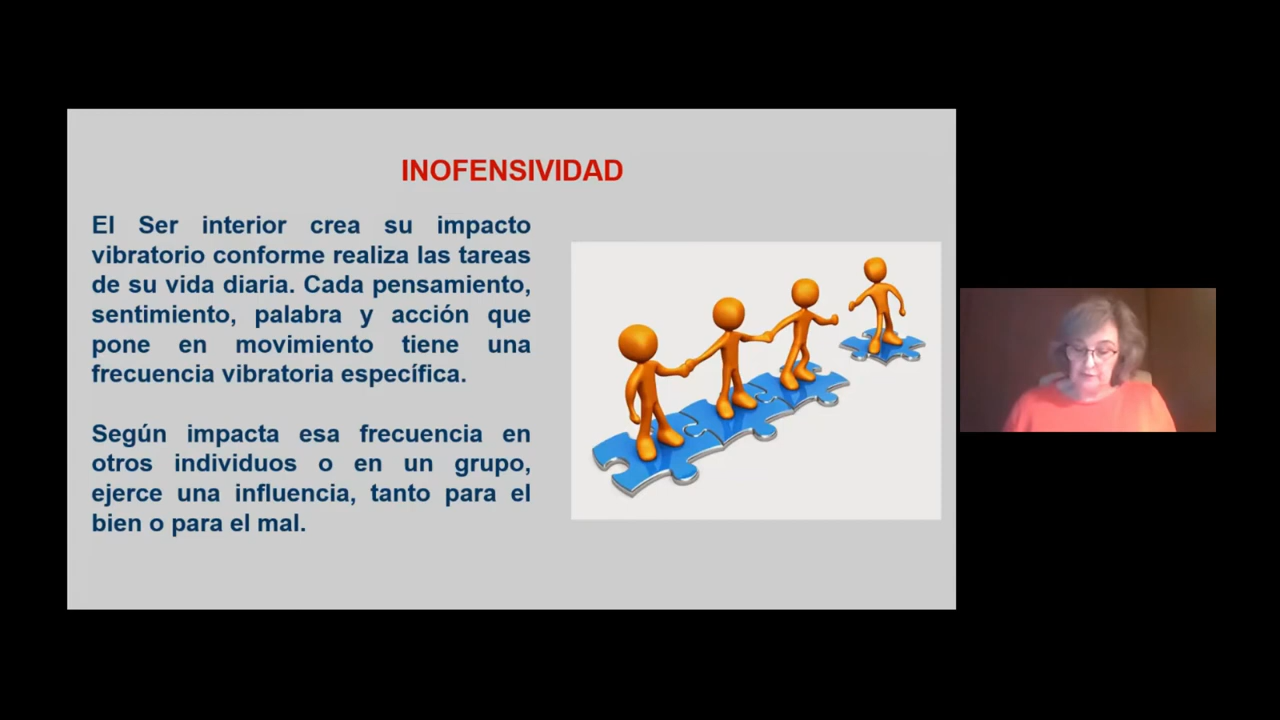 INOFENSIVIDAD
El Ser interior crea su impacto
vibratorio conforme realiza las tareas
de su vida diaria. Cada pensamiento,
sentimiento, palabra y acción que
pone en movimiento tiene una
frecuencia vibratoria específica.
Según impacta esa frecuencia en
otros individuos o en un grupo,
ejerce una influencia, tanto para el
bien o para el mal.